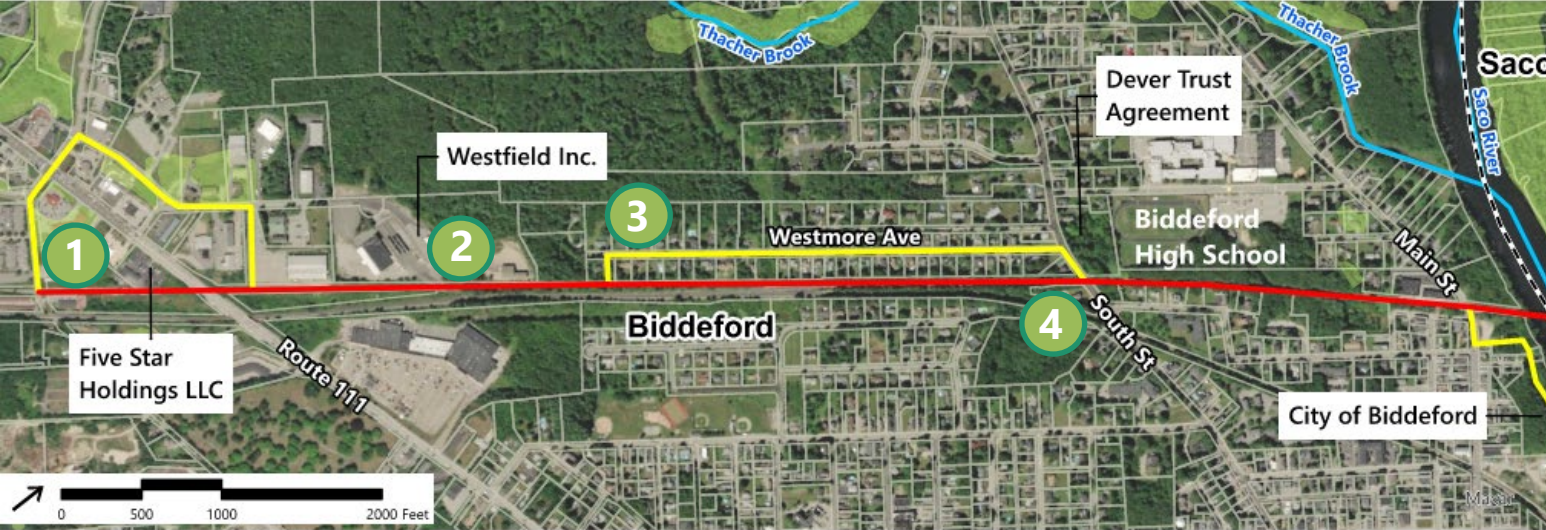 Thacher Brook
Thacher Brook
Saco
Saco River
Dever Trust
Agreement
Westfield Inc.
3
Biddeford
High School
Westmore Ave
Main St
1
2
4
Biddeford
South St
Five Star
Holdings LLC
Route 111
City of Biddeford
0 500 1000 2000 Feet